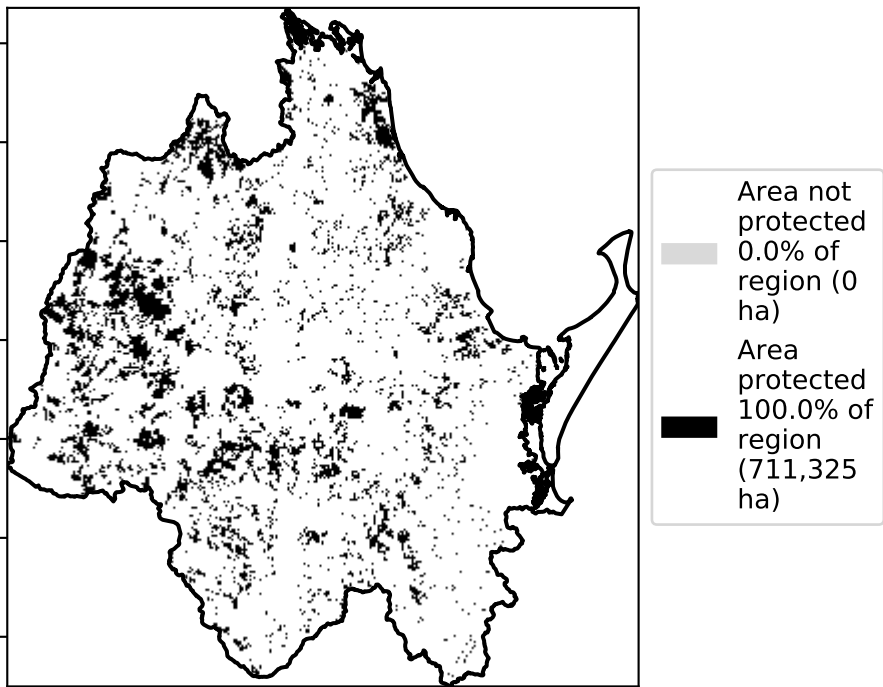 Area not
protected
0.0% of
region (0
ha)
Area
protected
100.0% of
region
(711,325
ha)